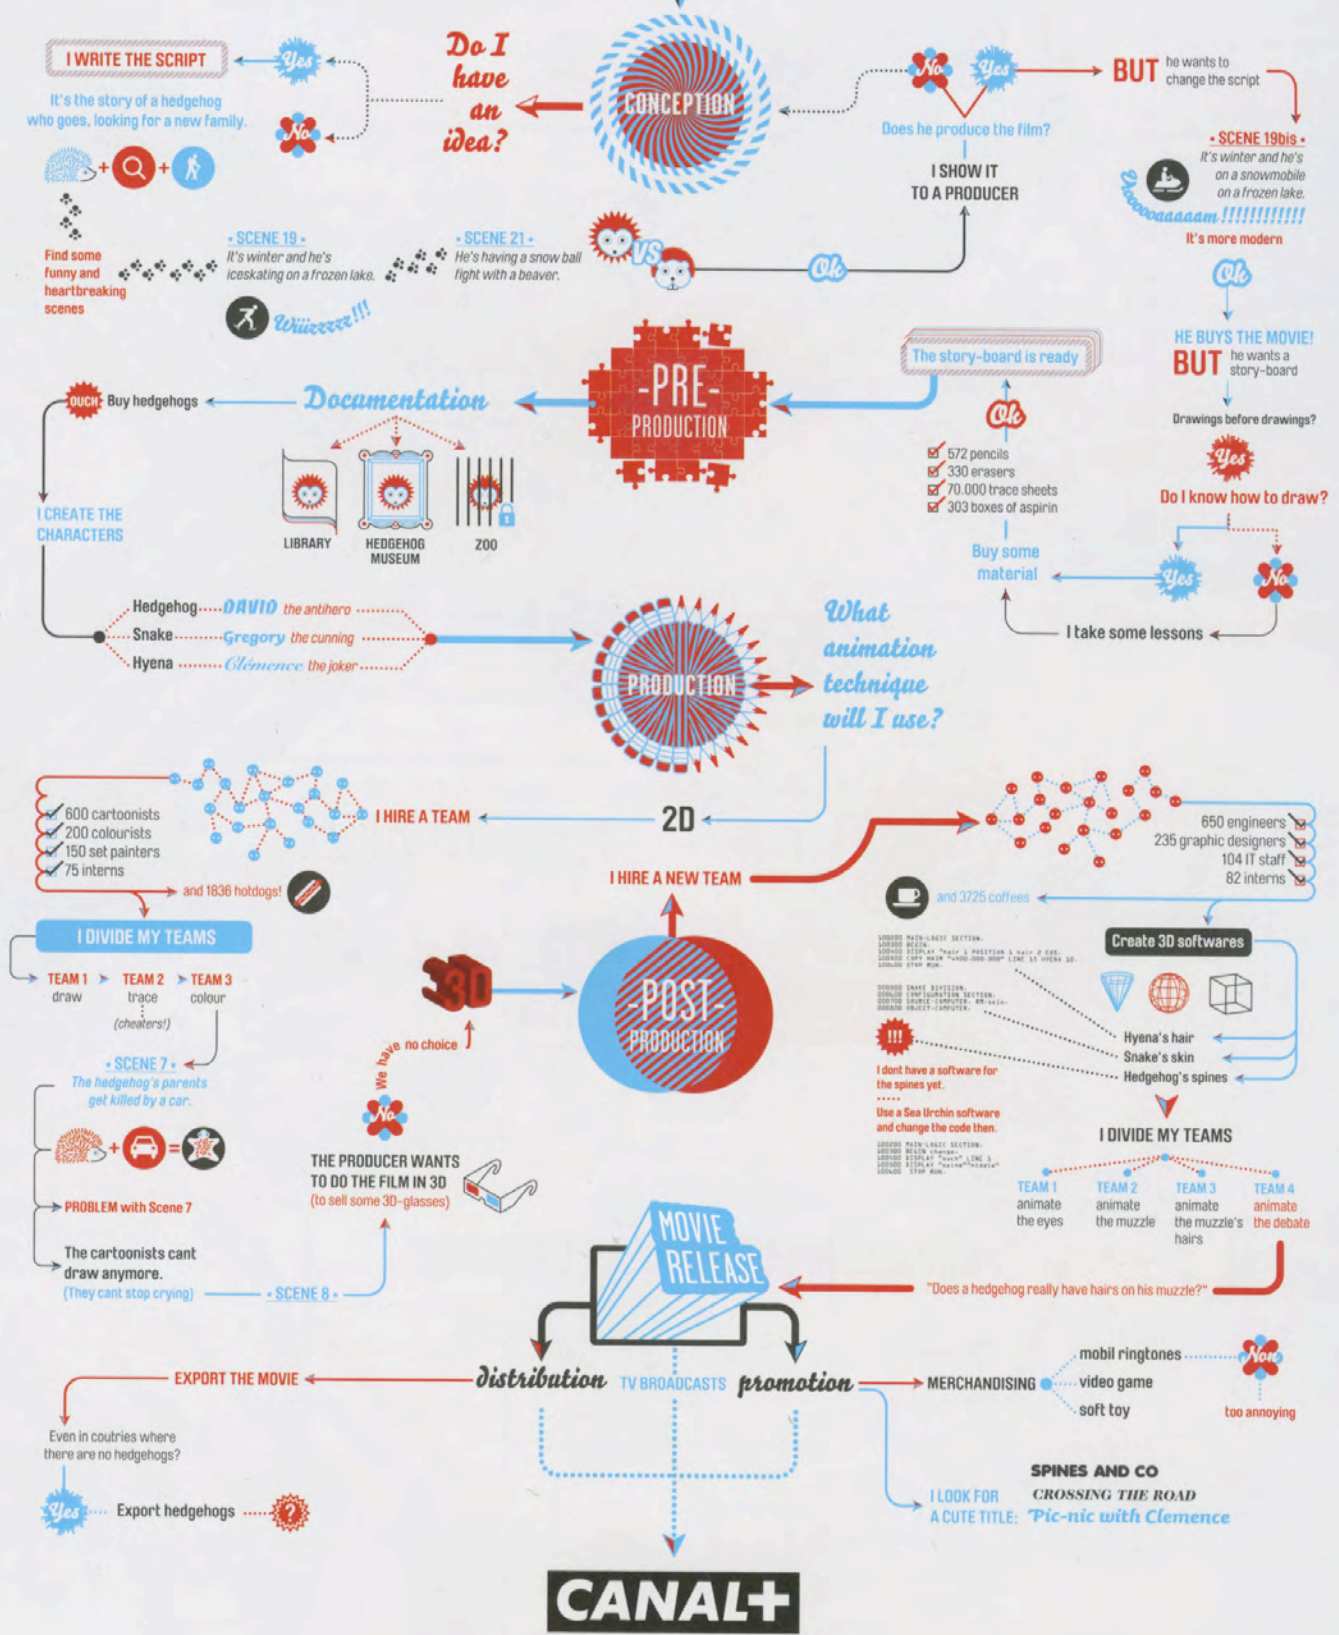 CONCEPTION
Do I
have
an
idea?
Yes
No
I WRITE THE SCRIPT
It's the story of a hedgehog
who goes, looking for a new family.
Find some
funny and
heartbreaking
scenes
• SCENE 19 •
It's winter and he's
iceskating on a frozen lake.
Wiiizzzzz!!!
• SCENE 21 •
He's having a snow ball
fight with a beaver.
VS
Ok
I SHOW IT
TO A PRODUCER
Does he produce the film?
No
Yes
BUT he wants to
change the script
• SCENE 19bis •
It's winter and he's
on a snowmobile
on a frozen lake.
!!!!!!!!!!!!
It's more modern
Ok
HE BUYS THE MOVIE!
BUT he wants a
story-board
Drawings before drawings?
Yes
Do I know how to draw?
Yes
No
I take some lessons
Buy some
material
572 pencils
330 erasers
70.000 trace sheets
303 boxes of aspirin
Ok
The story-board is ready
-PRE-
PRODUCTION
Documentation
LIBRARY
HEDGEHOG
MUSEUM
ZOO
Buy hedgehogs
OUCH
I CREATE THE
CHARACTERS
Hedgehog DAVID the antihero
Snake Gregory the cunning
Hyena Clémence the joker
PRODUCTION
What
animation
technique
will I use?
2D
I HIRE A TEAM
600 cartoonists
200 colourists
150 set painters
75 interns
and 1836 hotdogs!
I DIVIDE MY TEAMS
TEAM 1
draw
TEAM 2
trace
(cheaters!)
TEAM 3
colour
• SCENE 7 •
The hedgehog's parents
get killed by a car.
+ =
PROBLEM with Scene 7
The cartoonists cant
draw anymore.
(They cant stop crying)
• SCENE 8 •
THE PRODUCER WANTS
TO DO THE FILM IN 3D
(to sell some 3D-glasses)
No
We have no choice
3D
-POST-
PRODUCTION
I HIRE A NEW TEAM
650 engineers
235 graphic designers
104 IT staff
82 interns
and 3725 coffees
Create 3D softwares
Hyena's hair
Snake's skin
Hedgehog's spines
!!!
I dont have a software for
the spines yet.
Use a Sea Urchin software
and change the code then.
I DIVIDE MY TEAMS
TEAM 1
animate
the eyes
TEAM 2
animate
the muzzle
TEAM 3
animate
the muzzle's
hairs
TEAM 4
animate
the debate
"Does a hedgehog really have hairs on his muzzle?"
MOVIE
RELEASE
distribution
TV BROADCASTS
promotion
EXPORT THE MOVIE
Even in coutries where
there are no hedgehogs?
Yes
Export hedgehogs
?
MERCHANDISING
mobil ringtones
video game
soft toy
Non
too annoying
I LOOK FOR
A CUTE TITLE:
SPINES AND CO
CROSSING THE ROAD
Pic-nic with Clemence
CANAL+